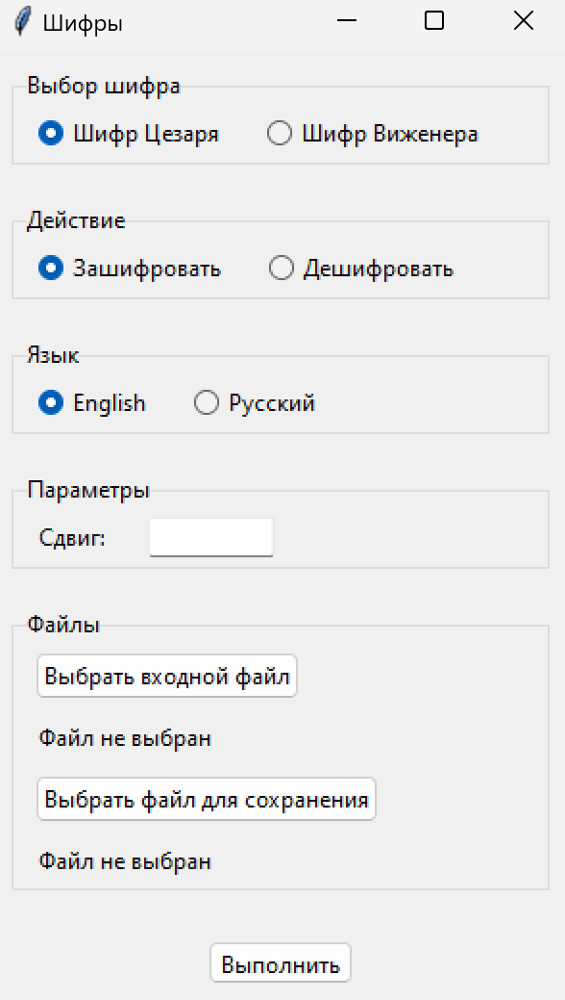 Шифры
Выбор шифра
Шифр Цезаря Шифр Виженера
Действие
Зашифровать Дешифровать
Язык
English Русский
Параметры
Сдвиг:
Файлы
Выбрать входной файл
Файл не выбран
Выбрать файл для сохранения
Файл не выбран
Выполнить